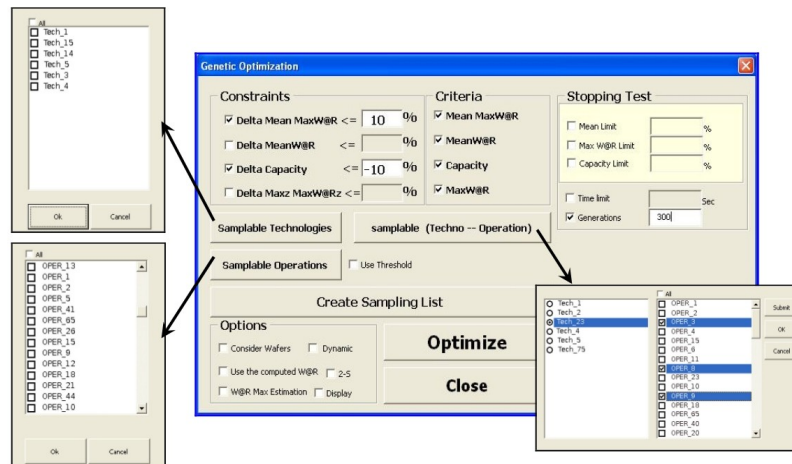 All
Tech_1
Tech_15
Tech_14
Tech_5
Tech_3
Tech_4
Ok Cancel
All
OPER_13
OPER_1
OPER_2
OPER_5
OPER_41
OPER_65
OPER_26
OPER_15
OPER_9
OPER_12
OPER_18
OPER_21
OPER_44
OPER_10
Ok Cancel
Genetic Optimization
Constraints
Delta Mean MaxW@R <= 10 %
Delta MeanW@R <= %
Delta Capacity <= -10 %
Delta Maxz MaxW@Rz <= %
Criteria
Mean MaxW@R
MeanW@R
Capacity
MaxW@R
Stopping Test
Mean Limit %
Max W@R Limit %
Capacity Limit %
Time limit Sec
Generations 300
Samplable Technologies
samplable (Techno -- Operation)
Samplable Operations
Use Threshold
Create Sampling List
Options
Consider Wafers Dynamic
Use the computed W@R 2-S
W@R Max Estimation Display
Optimize
Close
Tech_1
Tech_2
Tech_23
Tech_4
Tech_5
Tech_75
All
OPER_1
OPER_2
OPER_3
OPER_4
OPER_15
OPER_6
OPER_11
OPER_8
OPER_23
OPER_10
OPER_9
OPER_18
OPER_65
OPER_40
OPER_20
Submit
OK
Cancel